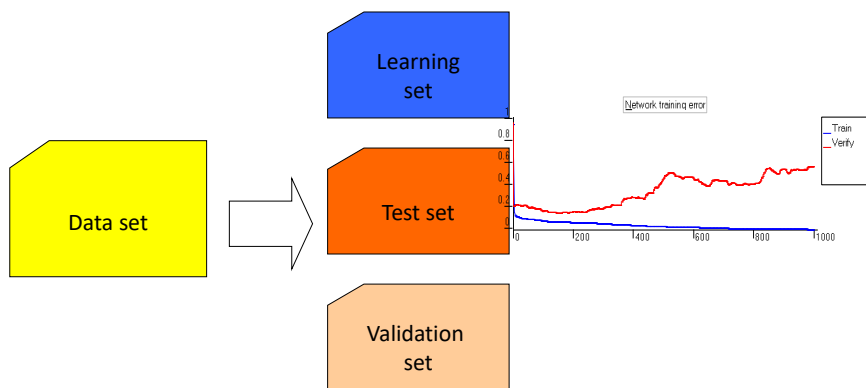 Learning
set
Network training error
Train
Verify
1
0.8
0.6
0.4
0.2
0
0
200
400
600
800
1000
Data set
Test set
Validation
set